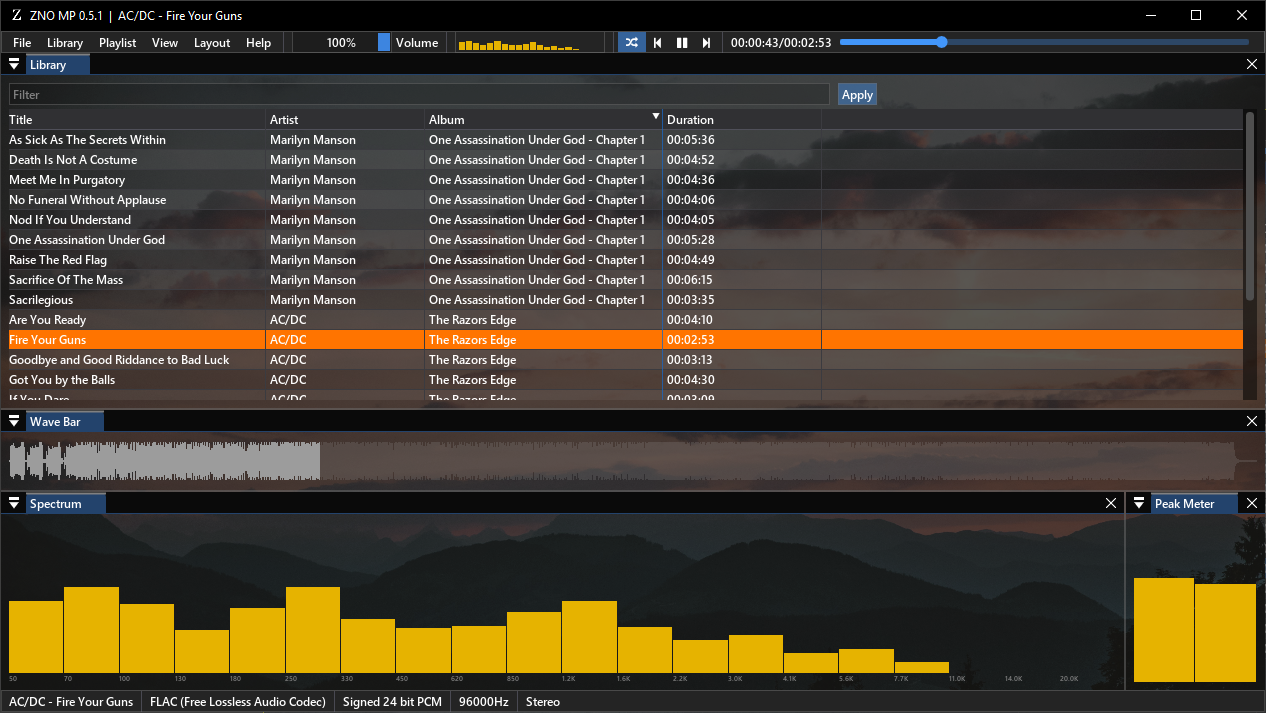 Z ZNO MP 0.5.1 | AC/DC - Fire Your Guns
File Library Playlist View Layout Help 100% Volume 00:00:43/00:02:53
Library
Filter Apply
Title Artist Album Duration
As Sick As The Secrets Within Marilyn Manson One Assassination Under God - Chapter 1 00:05:36
Death Is Not A Costume Marilyn Manson One Assassination Under God - Chapter 1 00:04:52
Meet Me In Purgatory Marilyn Manson One Assassination Under God - Chapter 1 00:04:36
No Funeral Without Applause Marilyn Manson One Assassination Under God - Chapter 1 00:04:06
Nod If You Understand Marilyn Manson One Assassination Under God - Chapter 1 00:04:05
One Assassination Under God Marilyn Manson One Assassination Under God - Chapter 1 00:05:28
Raise The Red Flag Marilyn Manson One Assassination Under God - Chapter 1 00:04:49
Sacrifice Of The Mass Marilyn Manson One Assassination Under God - Chapter 1 00:06:15
Sacrilegious Marilyn Manson One Assassination Under God - Chapter 1 00:03:35
Are You Ready AC/DC The Razors Edge 00:04:10
Fire Your Guns AC/DC The Razors Edge 00:02:53
Goodbye and Good Riddance to Bad Luck AC/DC The Razors Edge 00:03:13
Got You by the Balls AC/DC The Razors Edge 00:04:30
If You Dare AC/DC The Razors Edge 00:03:09
Wave Bar
Spectrum Peak Meter
50 70 100 130 180 250 330 450 620 850 1.2K 1.6K 2.2K 3.0K 4.1K 5.6K 7.7K 11.0K 14.0K 20.0K
AC/DC - Fire Your Guns FLAC (Free Lossless Audio Codec) Signed 24 bit PCM 96000Hz Stereo